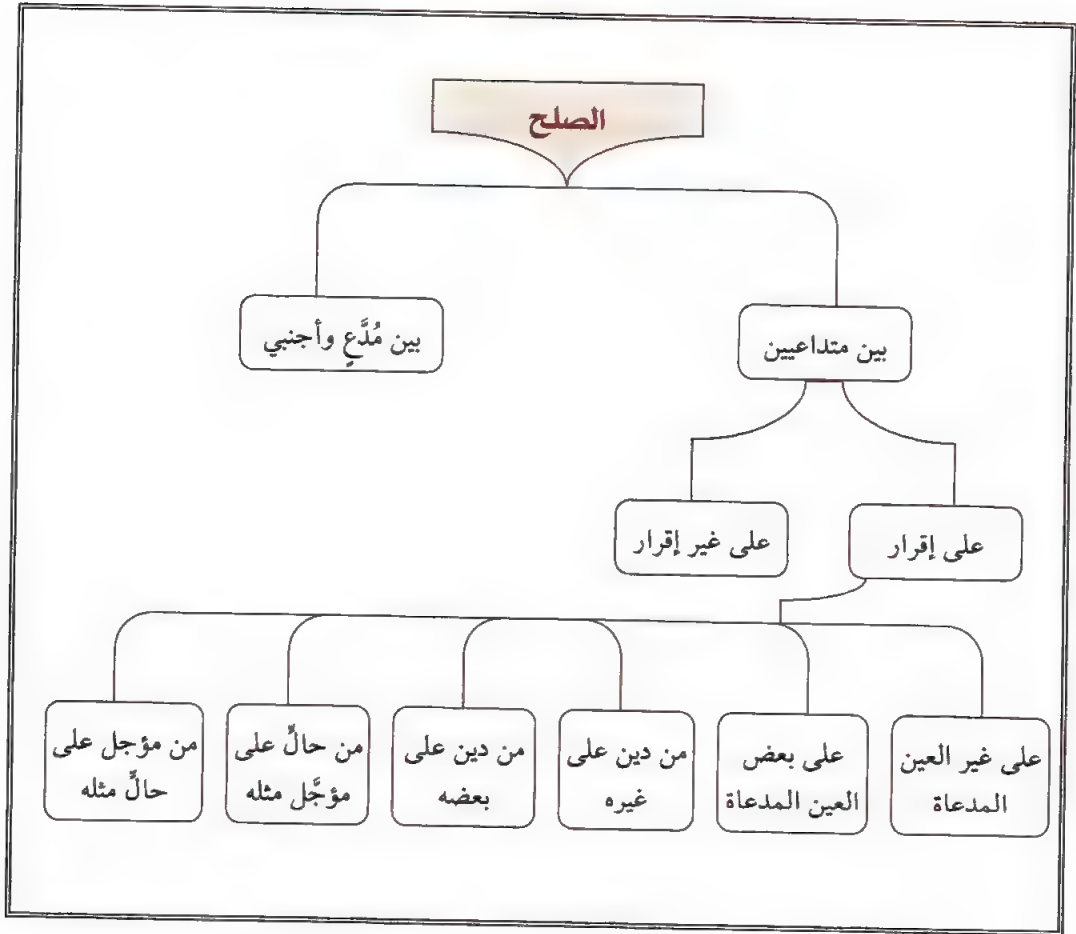 الصلح
بين متداعيين
بين مُدَّعٍ وأجنبي
على إقرار
على غير إقرار
على غير العين
المدعاة
على بعض
العين المدعاة
من دين على
غيره
من دين على
بعضه
من حالٍّ على
مؤجَّل مثله
من مؤجل على
حالٍّ مثله